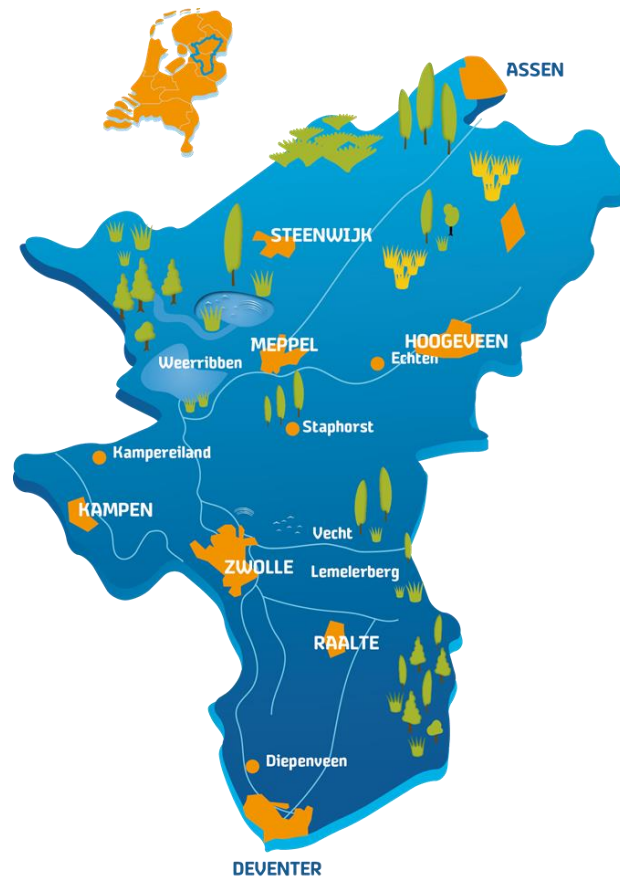 ASSEN
STEENWIJK
MEPPEL
HOOGEVEEN
Echten
Weerribben
Staphorst
Kampereiland
KAMPEN
Vecht
ZWOLLE
Lemelerberg
RAALTE
Diepenveen
DEVENTER